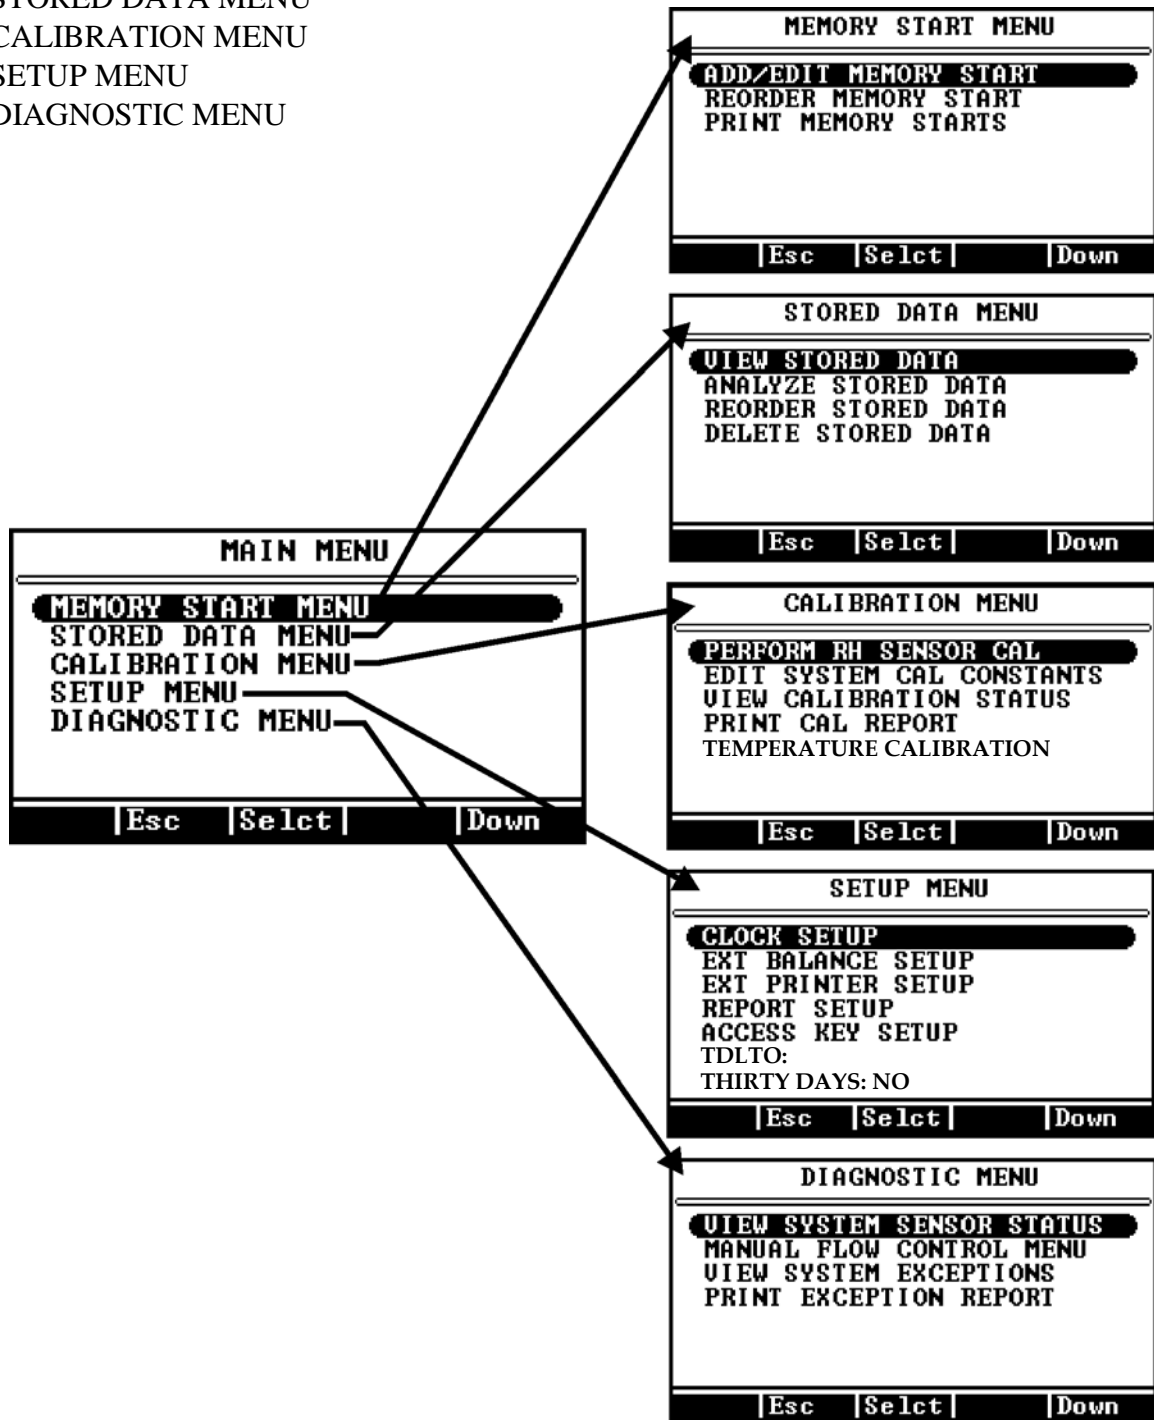 STORED DATA MENU
CALIBRATION MENU
SETUP MENU
DIAGNOSTIC MENU
MEMORY START MENU
ADD/EDIT MEMORY START
REORDER MEMORY START
PRINT MEMORY STARTS
|Esc |Selct| |Down
STORED DATA MENU
VIEW STORED DATA
ANALYZE STORED DATA
REORDER STORED DATA
DELETE STORED DATA
|Esc |Selct| |Down
MAIN MENU
MEMORY START MENU
STORED DATA MENU
CALIBRATION MENU
SETUP MENU
DIAGNOSTIC MENU
|Esc |Selct| |Down
CALIBRATION MENU
PERFORM RH SENSOR CAL
EDIT SYSTEM CAL CONSTANTS
VIEW CALIBRATION STATUS
PRINT CAL REPORT
TEMPERATURE CALIBRATION
|Esc |Selct| |Down
SETUP MENU
CLOCK SETUP
EXT BALANCE SETUP
EXT PRINTER SETUP
REPORT SETUP
ACCESS KEY SETUP
TDLTO:
THIRTY DAYS: NO
|Esc |Selct| |Down
DIAGNOSTIC MENU
VIEW SYSTEM SENSOR STATUS
MANUAL FLOW CONTROL MENU
VIEW SYSTEM EXCEPTIONS
PRINT EXCEPTION REPORT
|Esc |Selct| |Down